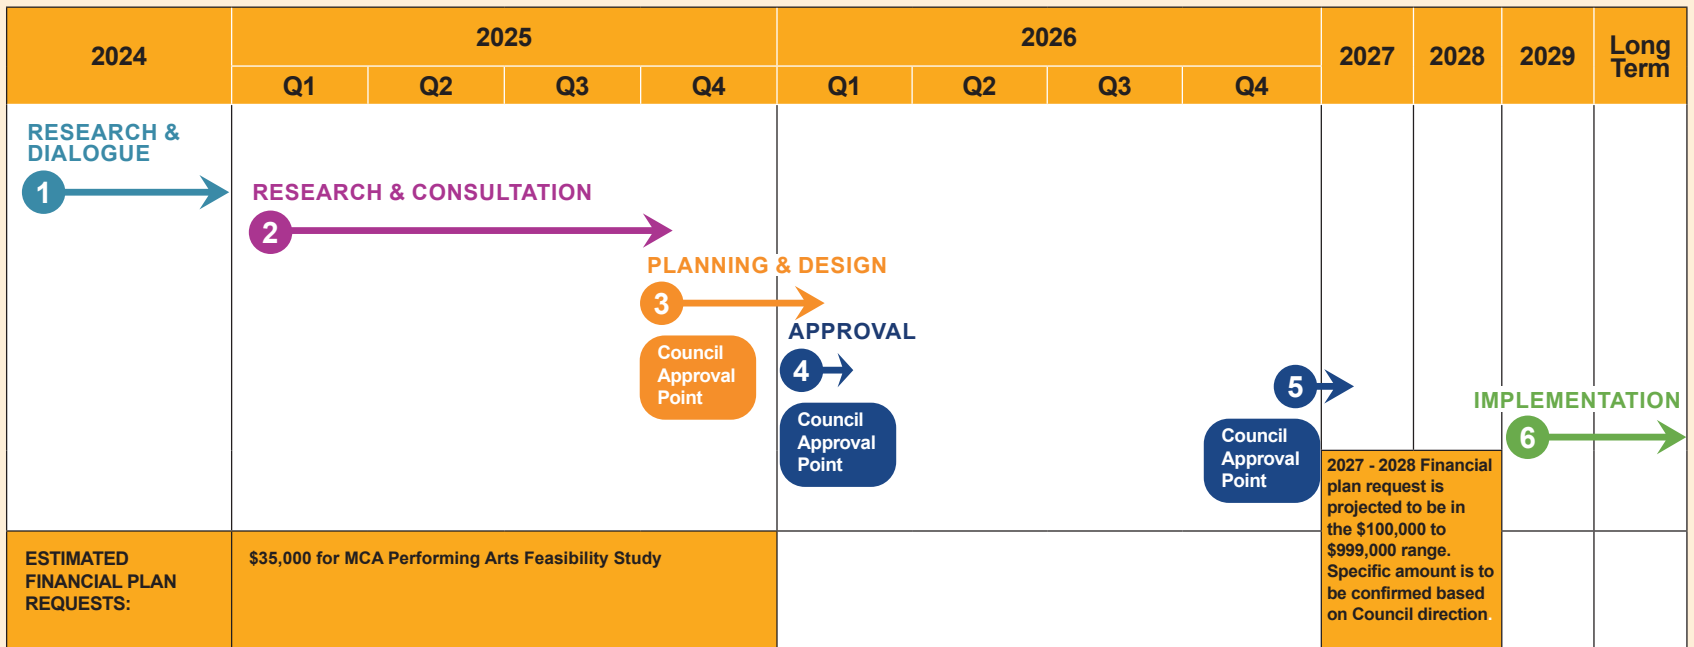 2024
2025
2026
2027
2028
2029
Long
Term
Q1
Q2
Q3
Q4
Q1
Q2
Q3
Q4
RESEARCH &
DIALOGUE
1
RESEARCH & CONSULTATION
2
PLANNING & DESIGN
3
Council
Approval
Point
APPROVAL
4
Council
Approval
Point
5
Council
Approval
Point
IMPLEMENTATION
6
2027 - 2028 Financial
plan request is
projected to be in
the $100,000 to
$999,000 range.
Specific amount is to
be confirmed based
on Council direction.
ESTIMATED
FINANCIAL PLAN
REQUESTS:
$35,000 for MCA Performing Arts Feasibility Study